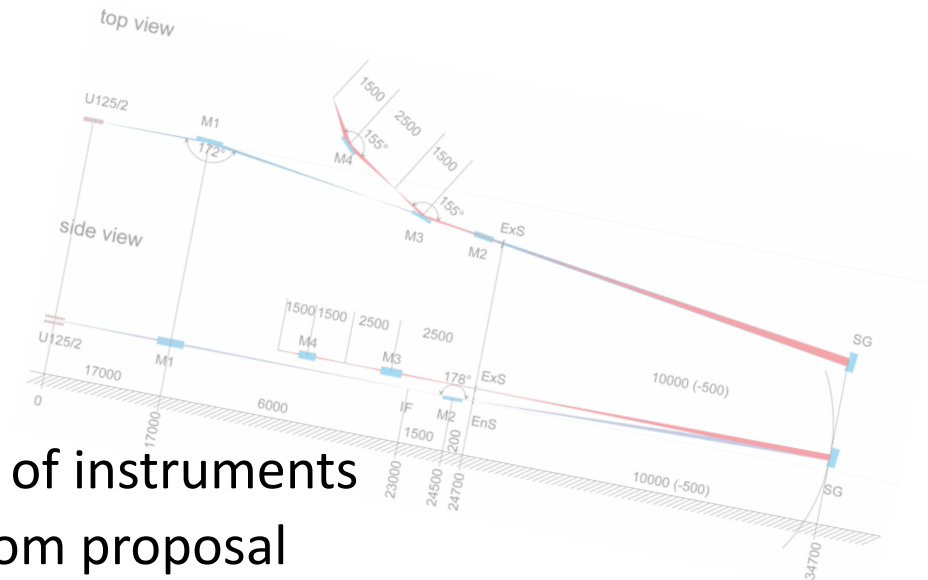 top view
1500
2500
1500
U125/2
M1
172°
155°
M4
155°
M3
M2
ExS
SG
side view
1500
1500
2500
2500
U125/2
M1
M4
M3
178°
ExS
10000 (-500)
17000
0
6000
IF
M2
EnS
1500
200
17000
23000
24500
24700
10000 (-500)
SG
34700
of instruments
om proposal